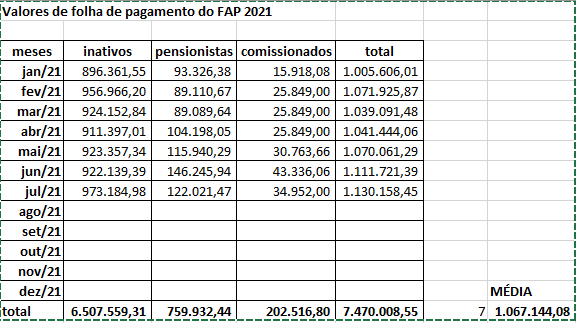 Valores de folha de pagamento do FAP 2021
meses inativos pensionistas comissionados total
jan/21 896.361,55 93.326,38 15.918,08 1.005.606,01
fev/21 956.966,20 89.110,67 25.849,00 1.071.925,87
mar/21 924.152,84 89.089,64 25.849,00 1.039.091,48
abr/21 911.397,01 104.198,05 25.849,00 1.041.444,06
mai/21 923.357,34 115.940,29 30.763,66 1.070.061,29
jun/21 922.139,39 146.245,94 43.336,06 1.111.721,39
jul/21 973.184,98 122.021,47 34.952,00 1.130.158,45
ago/21
set/21
out/21
nov/21
dez/21 MÉDIA
total 6.507.559,31 759.932,44 202.516,80 7.470.008,55 7 1.067.144,08